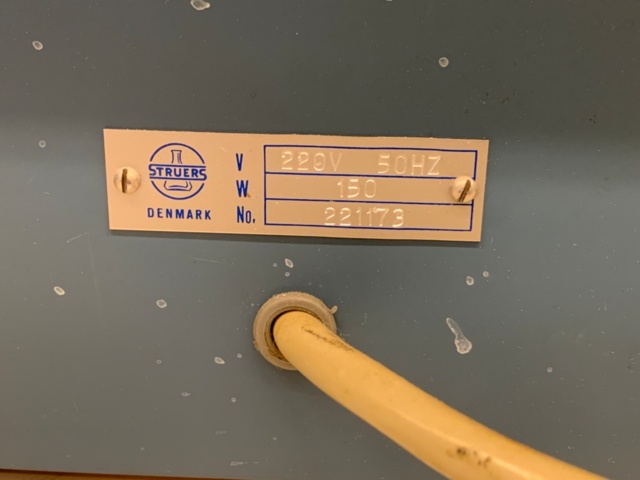 STRUERS
DENMARK
V 220V 50HZ
W. 150
No. 221173